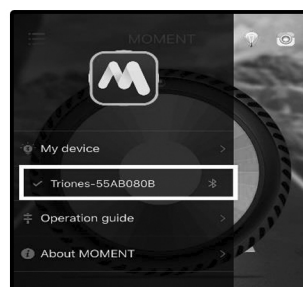 MOMENT
My device
Triones-55AB080B
Operation guide
About MOMENT